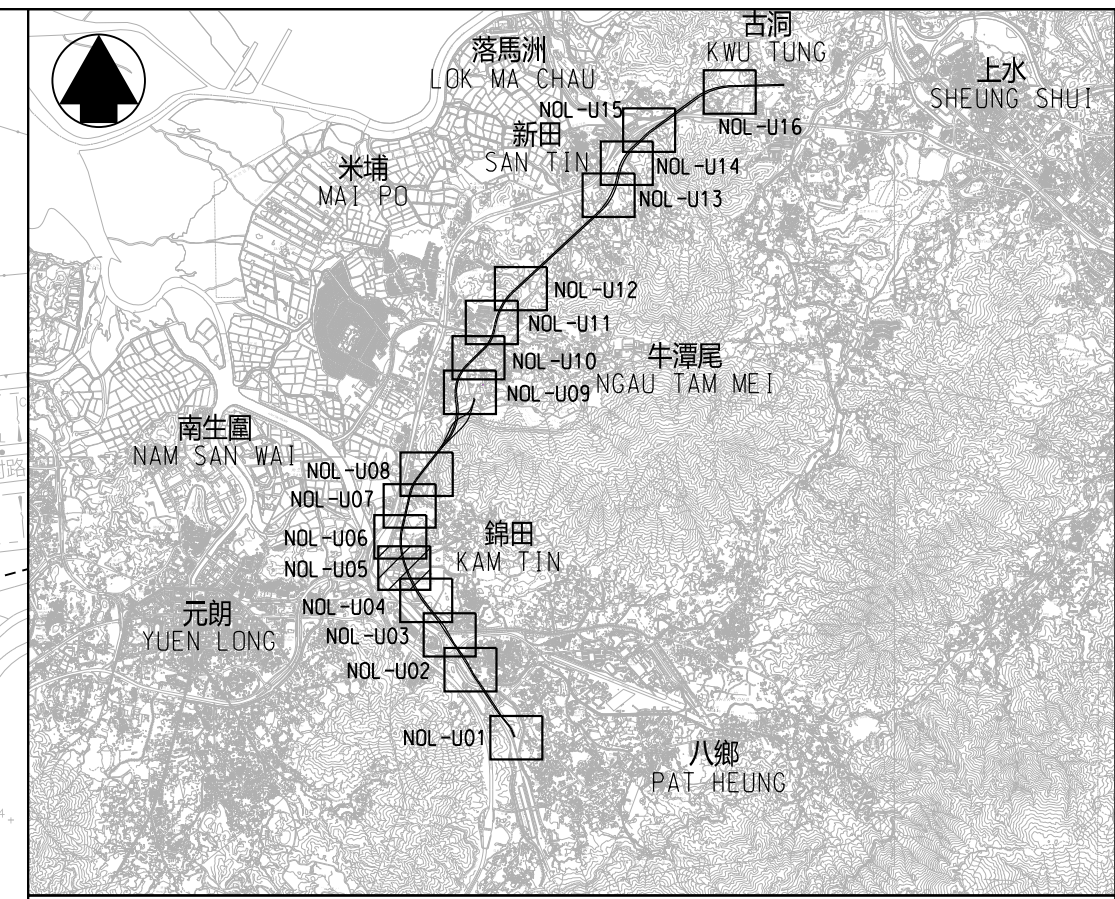 古洞
KWU TUNG
落馬洲
LOK MA CHAU
上水
SHEUNG SHUI
NOL-U15
NOL-U16
新田
SAN TIN
NOL-U14
米埔
MAI PO
NOL-U13
NOL-U12
NOL-U11
牛潭尾
NGAU TAM MEI
NOL-U10
NOL-U09
南生圍
NAM SAN WAI
NOL-U08
NOL-U07
錦田
KAM TIN
NOL-U06
NOL-U05
元朗
YUEN LONG
NOL-U04
NOL-U03
NOL-U02
NOL-U01
八鄉
PAT HEUNG